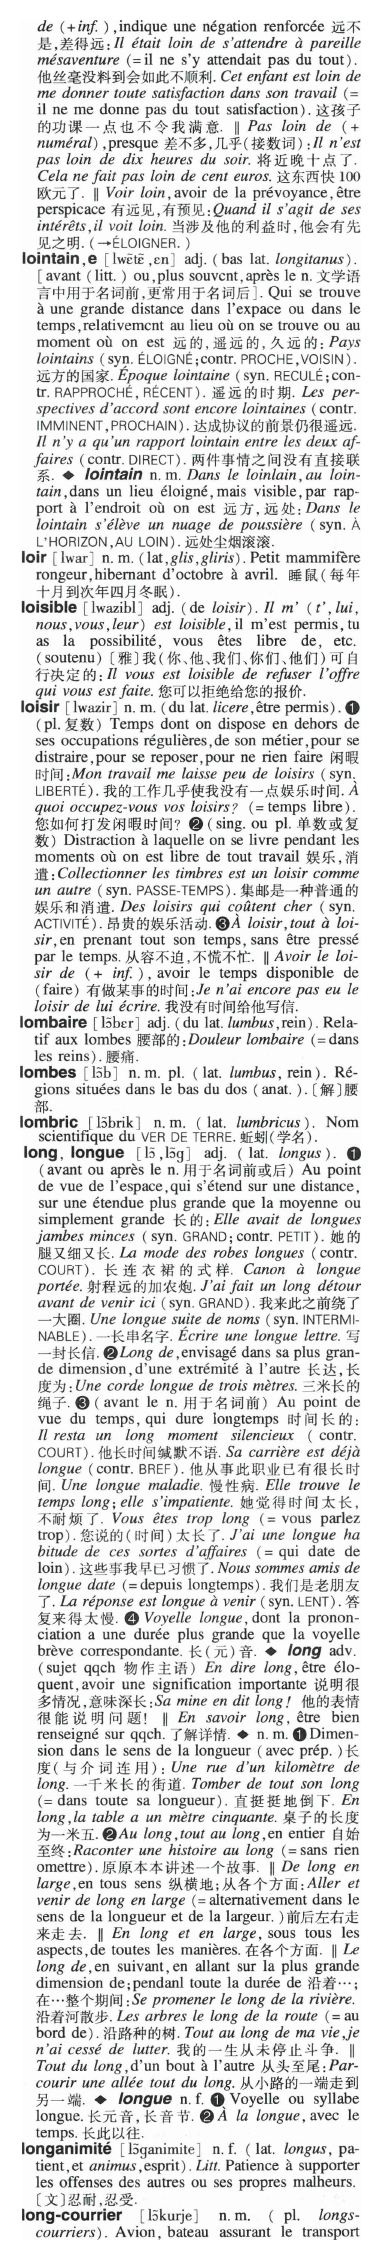 de (+inf.), indique une négation renforcée 远不
是,差得远:Il était loin de s'attendre à pareille
mésaventure (=il ne s'y attendait pas du tout).
他丝毫没料到会如此不顺利. Cet enfant est loin de
me donner toute satisfaction dans son travail (=
il ne me donne pas du tout satisfaction). 这孩子
的功课一点也不令我满意. ‖ Pas loin de (+
numéral), presque 差不多,几乎(接数词):Il n'est
pas loin de dix heures du soir. 将近晚十点了.
Cela ne fait pas loin de cent euros. 这东西快 100
欧元了. ‖ Voir loin, avoir de la prévoyance, être
perspicace 有远见,有预见:Quand il s'agit de ses
intérêts, il voit loin. 当涉及他的利益时,他会有先
见之明. (→ÉLOIGNER.)
lointain, e [lwɛ̃tɛ̃, ɛn] adj. (bas lat. longitanus).
[avant (litt.) ou, plus souvent, après le n. 文学语
言中用于名词前,更常用于名词后]. Qui se trouve
à une grande distance dans l'expace ou dans le
temps, relativement au lieu où on se trouve ou au
moment où on est 远的,遥远的,久远的: Pays
lointains (syn. ÉLOIGNÉ; contr. PROCHE, VOISIN).
远方的国家. Époque lointaine (syn. RECULÉ; con-
tr. RAPPROCHÉ, RÉCENT). 遥远的时期. Les per-
spectives d'accord sont encore lointaines (contr.
IMMINENT, PROCHAIN). 达成协议的前景仍很遥远.
Il n'y a qu'un rapport lointain entre les deux af-
faires (contr. DIRECT). 两件事情之间没有直接联
系. ◆ lointain n. m. Dans le loinlain, au loin-
tain, dans un lieu éloigné, mais visible, par rap-
port à l'endroit où on est 远方,远处: Dans le
lointain s'élève un nuage de poussière (syn. À
L'HORIZON, AU LOIN). 远处尘烟滚滚.
loir [lwar] n. m. (lat, glis, gliris). Petit mammifère
rongeur, hibernant d'octobre à avril. 睡鼠(每年
十月到次年四月冬眠).
loisible [lwazibl] adj. (de loisir). Il m' (t', lui,
nous, vous, leur) est loisible, il m'est permis, tu
as la possibilité, vous êtes libre de, etc.
(soutenu) [雅]我(你、他、我们、你们、他们)可自
行决定的: Il vous est loisible de refuser l'offre
qui vous est faite. 您可以拒绝给您的报价.
loisir [lwazir] n. m. (du lat. licere, être permis). ❶
(pl. 复数) Temps dont on dispose en dehors de
ses occupations régulières, de son métier, pour se
distraire, pour se reposer, pour ne rien faire 闲暇
时间: Mon travail me laisse peu de loisirs (syn.
LIBERTÉ). 我的工作几乎使我没有一点娱乐时间. À
quoi occupez-vous vos loisirs? (= temps libre).
您如何打发闲暇时间? ❷ (sing. ou pl. 单数或复
数) Distraction à laquelle on se livre pendant les
moments où on est libre de tout travail 娱乐,消
遣: Collectionner les timbres est un loisir comme
un autre (syn. PASSE-TEMPS). 集邮是一种普通的
娱乐和消遣. Des loisirs qui coûtent cher (syn.
ACTIVITÉ). 昂贵的娱乐活动. ❸À loisir, tout à loi-
sir, en prenant tout son temps, sans être pressé
par le temps. 从容不迫,不慌不忙. ‖ Avoir le loi-
sir de (+ inf.), avoir le temps disponible de
(faire) 有做某事的时间: Je n'ai encore pas eu le
loisir de lui écrire. 我没有时间给他写信.
lombaire [lɔ̃bɛr] adj. (du lat. lumbus, rein). Rela-
tif aux lombes 腰部的: Douleur lombaire (= dans
les reins). 腰痛.
lombes [lɔ̃b] n. m. pl. (lat. lumbus, rein). Ré-
gions situées dans le bas du dos (anat.). [解]腰
部.
lombric [lɔ̃brik] n. m. (lat. lumbricus). Nom
scientifique du VER DE TERRE. 蚯蚓(学名).
long, longue [lɔ̃, lɔ̃g] adj. (lat. longus). ❶
(avant ou après le n. 用于名词前或后) Au point
de vue de l'espace, qui s'étend sur une distance,
sur une étendue plus grande que la moyenne ou
simplement grande 长的: Elle avait de longues
jambes minces (syn. GRAND; contr. PETIT). 她的
腿又细又长. La mode des robes longues (contr.
COURT). 长连衣裙的式样. Canon à longue
portée. 射程远的加农炮. J'ai fait un long détour
avant de venir ici (syn. GRAND). 我来此之前绕了
一大圈. Une longue suite de noms (syn. INTERMI-
NABLE). 一长串名字. Écrire une longue lettre. 写
一封长信. ❷Long de, envisagé dans sa plus gran-
de dimension, d'une extrémité à l'autre 长达,长
度为: Une corde longue de trois mètres. 三米长的
绳子. ❸ (avant le n. 用于名词前) Au point de
vue du temps, qui dure longtemps 时间长的:
Il resta un long moment silencieux (contr.
COURT). 他长时间缄默不语. Sa carrière est déjà
longue (contr. BREF). 他从事此职业已有很长时
间. Une longue maladie. 慢性病. Elle trouve le
temps long; elle s'impatiente. 她觉得时间太长,
不耐烦了. Vous êtes trop long (= vous parlez
trop). 您说的(时间)太长了. J'ai une longue ha
bitude de ces sortes d'affaires (= qui date de
loin). 这些事我早已习惯了. Nous sommes amis de
longue date (=depuis longtemps). 我们是老朋友
了. La réponse est longue à venir (syn. LENT). 答
复来得太慢. ❹ Voyelle longue, dont la pronon-
ciation a une durée plus grande que la voyelle
brève correspondante. 长(元)音. ◆ long adv.
(sujet qqch 物作主语) En dire long, être élo-
quent, avoir une signification importante 说明很
多情况,意味深长: Sa mine en dit long! 他的表情
很能说明问题! ‖ En savoir long, être bien
renseigné sur qqch. 了解详情. ◆ n. m. ❶Dimen-
sion dans le sens de la longueur (avec prép.) 长
度(与介词连用): Une rue d'un kilomètre de
long. 一千米长的街道. Tomber de tout son long
(= dans toute sa longueur). 直挺挺地倒下. En
long, la table a un mètre cinquante. 桌子的长度
为一米五. ❷Au long, tout au long, en entier 自始
至终: Raconter une histoire au long (=sans rien
omettre). 原原本本讲述一个故事. ‖ De long en
large, en tous sens 纵横地;从各个方面: Aller et
venir de long en large (=alternativement dans le
sens de la longueur et de la largeur.) 前后左右走
来走去. ‖ En long et en large, sous tous les
aspects, de toutes les manières. 在各个方面. ‖ Le
long de, en suivant, en allant sur la plus grande
dimension de; pendanl toute la durée de 沿着…;
在…整个期间: Se promener le long de la rivière.
沿着河散步. Les arbres le long de la route (=au
bord de). 沿路种的树. Tout au long de ma vie, je
n'ai cessé de lutter. 我的一生从未停止斗争. ‖
Tout du long, d'un bout à l'autre 从头至尾: Par-
courir une allée tout du long. 从小路的一端走到
另一端. ◆ longue n. f. ❶ Voyelle ou syllabe
longue. 长元音,长音节. ❷ À la longue, avec le
temps. 长此以往.
longanimité [lɔ̃ganimite] n. f. (lat. longus, pa-
tient, et animus, esprit). Litt. Patience à supporter
les offenses des autres ou ses propres malheurs.
[文]忍耐,忍受.
long-courrier [lɔ̃kurje] n. m. ( pl. longs-
courriers). Avion, bateau assurant le transport